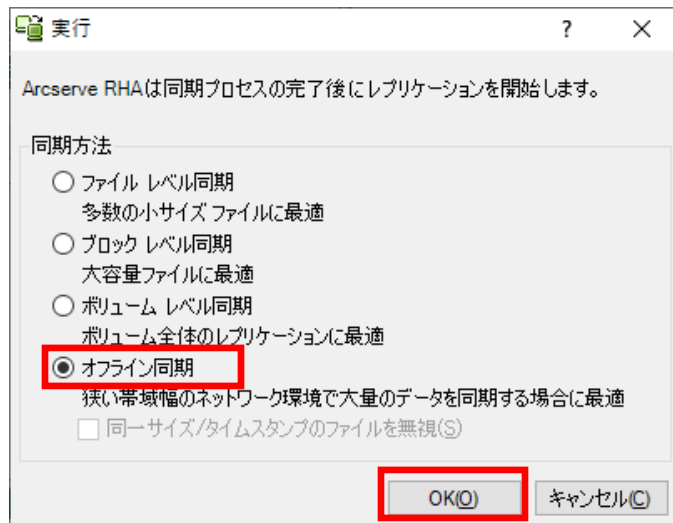 実行
?
Arcserve RHAは同期プロセスの完了後にレプリケーションを開始します。
同期方法
ファイル レベル同期
多数の小サイズ ファイルに最適
ブロック レベル同期
大容量ファイルに最適
ボリューム レベル同期
ボリューム全体のレプリケーションに最適
オフライン同期
狭い帯域幅のネットワーク環境で大量のデータを同期する場合に最適
同一サイズ/タイムスタンプのファイルを無視(S)
OK(O) キャンセル(C)